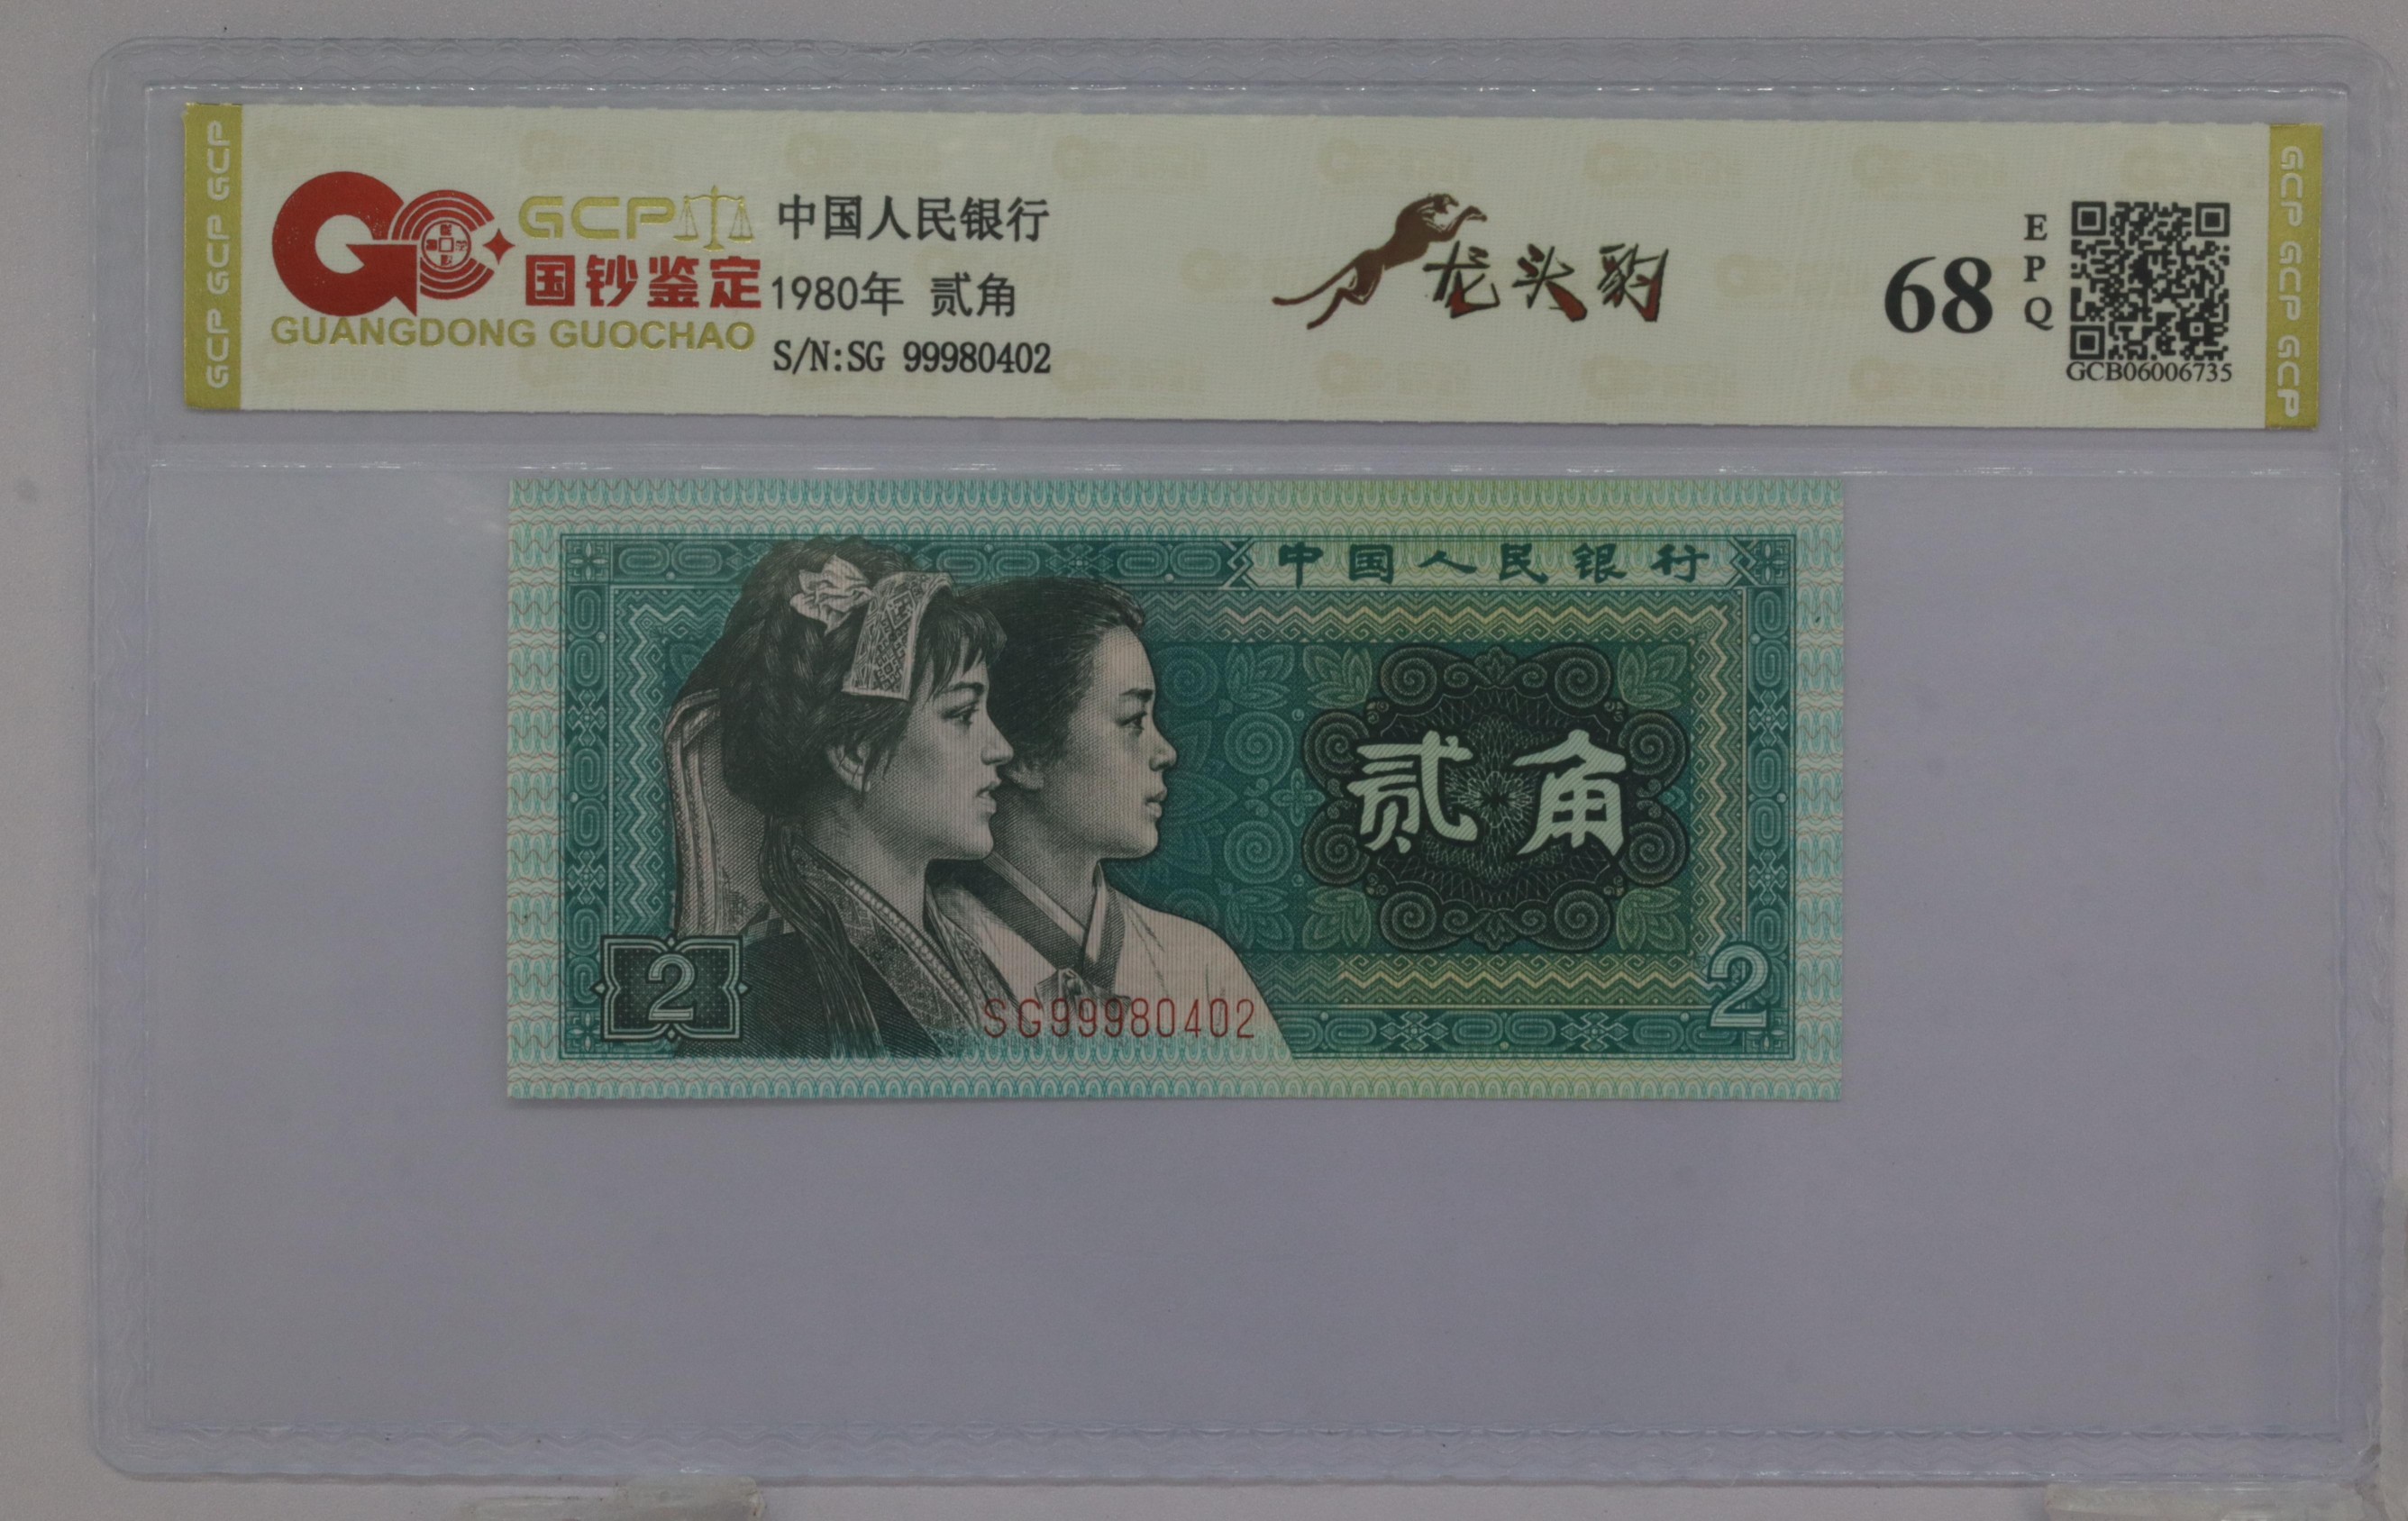 GCP GCP GCP
GCP
国钞鉴定
GUANGDONG GUOCHAO
中国人民银行
1980年 贰角
S/N:SG 99980402
龙头豹
68
EPQ
GCB06006735
GCP GCP GCP
中国人民银行
贰角
2
SG99980402
2